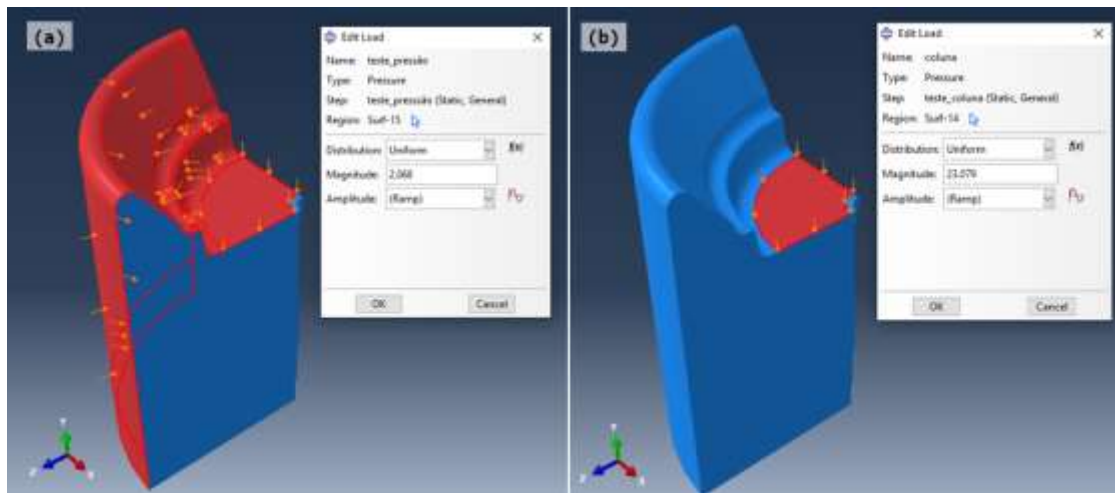 (a)
Edit Load
Name: teste_pressão
Type: Pressure
Step: teste_pressão (Static, General)
Region: Surf-15
Distribution: Uniform f(x)
Magnitude: 2,068
Amplitude: (Ramp)
OK Cancel
(b)
Edit Load
Name: coluna
Type: Pressure
Step: teste_coluna (Static, General)
Region: Surf-14
Distribution: Uniform f(x)
Magnitude:
Amplitude: (Ramp)
OK Cancel